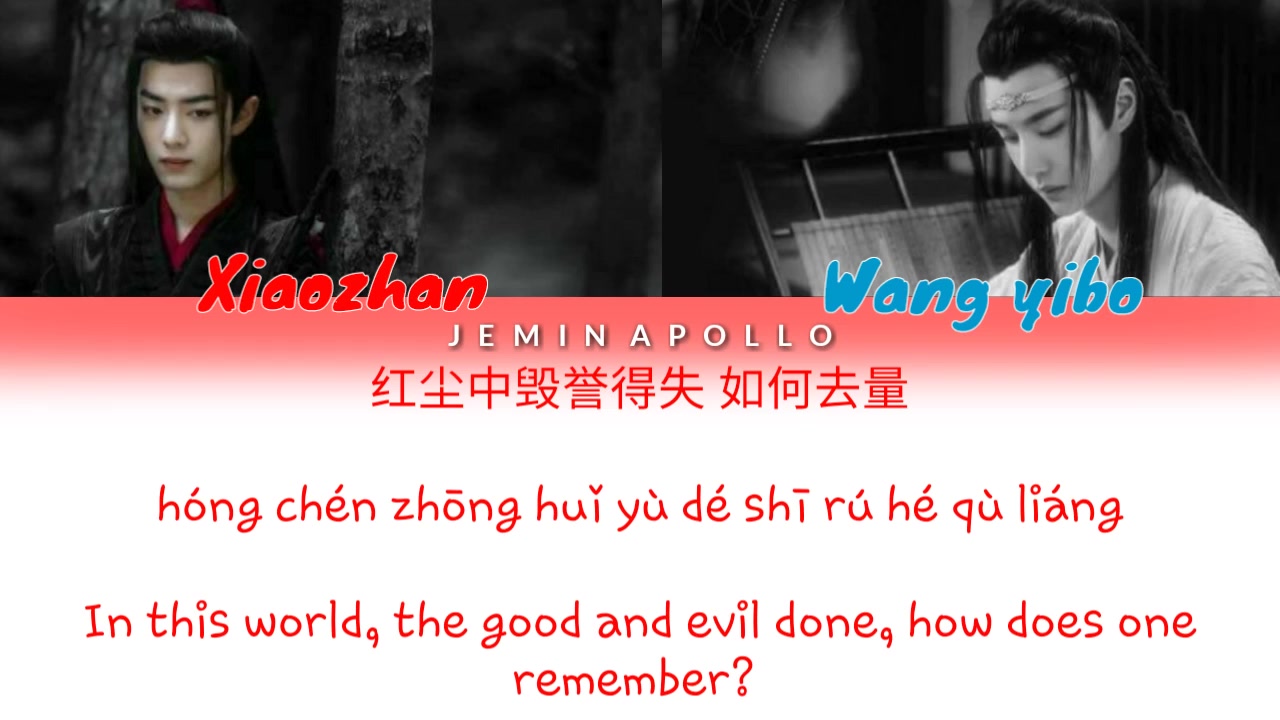 Xiaozhan
Wang yibo
JEMIN APOLLO
红尘中毁誉得失 如何去量
hóng chén zhōng huǐ yù dé shī rú hé qù liáng
In this world, the good and evil done, how does one
remember?